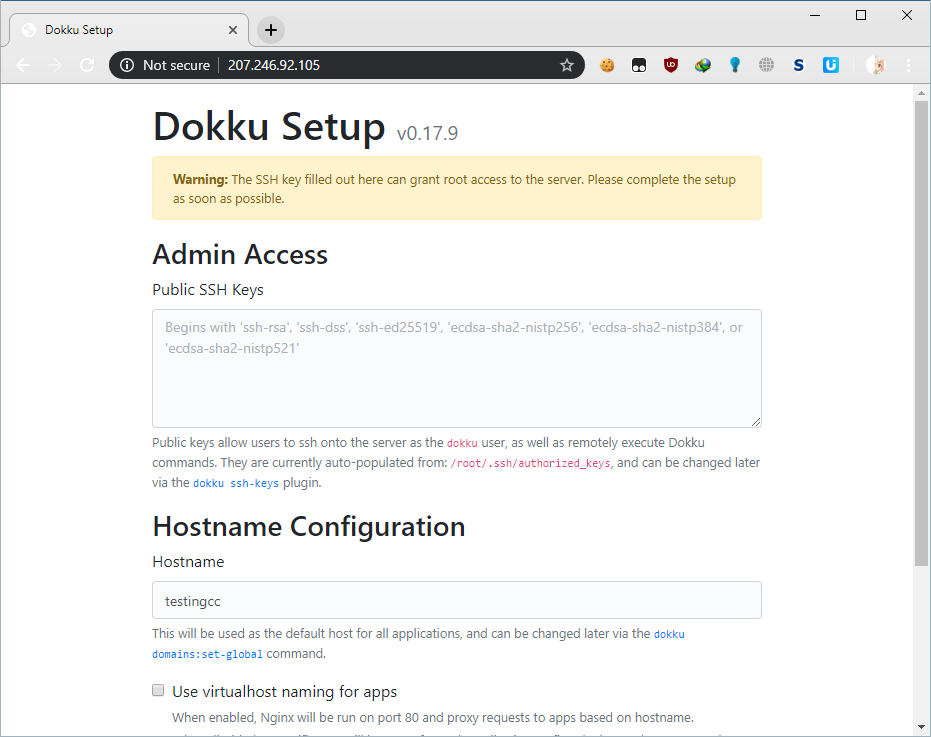 Dokku Setup
Not secure
207.246.92.105
Dokku Setup v0.17.9
Warning: The SSH key filled out here can grant root access to the server. Please complete the setup
as soon as possible.
Admin Access
Public SSH Keys
Begins with 'ssh-rsa', 'ssh-dss', 'ssh-ed25519', 'ecdsa-sha2-nistp256', 'ecdsa-sha2-nistp384', or
'ecdsa-sha2-nistp521'
Public keys allow users to ssh onto the server as the dokku user, as well as remotely execute Dokku
commands. They are currently auto-populated from: /root/.ssh/authorized_keys, and can be changed later
via the dokku ssh-keys plugin.
Hostname Configuration
Hostname
testingcc
This will be used as the default host for all applications, and can be changed later via the dokku
domains:set-global command.
Use virtualhost naming for apps
When enabled, Nginx will be run on port 80 and proxy requests to apps based on hostname.